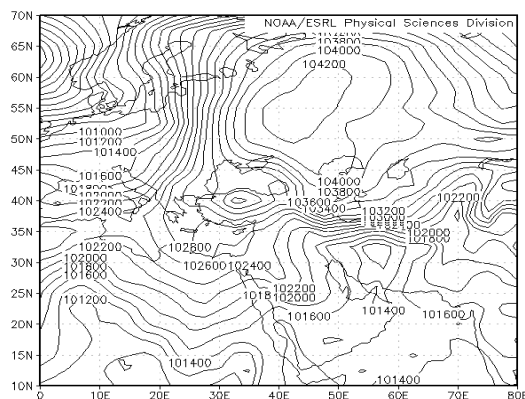 NOAA/ESRL Physical Sciences Division
70N
65N
60N
55N
50N
45N
40N
35N
30N
25N
20N
15N
10N
0
10E
20E
30E
40E
50E
60E
70E
80E
104000
104200
101000
101200
101400
101600
102400
104000
103800
103600
103400
103200
102200
102000
102200
102000
101800
101600
101200
102800
102600 102400
102200
102000
101600
101400
101600
101400
101400